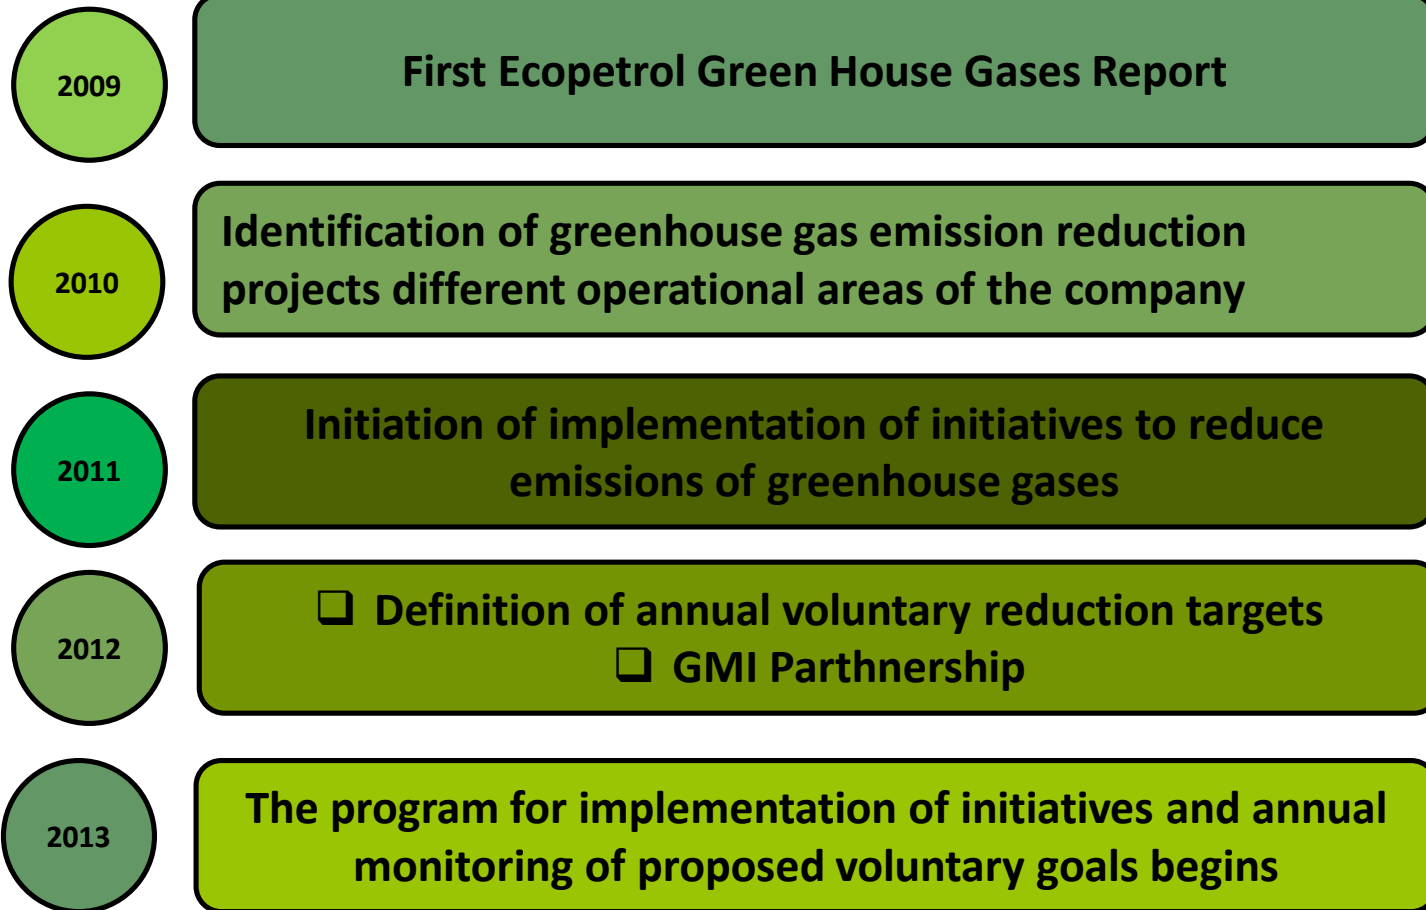 2009
First Ecopetrol Green House Gases Report
2010
Identification of greenhouse gas emission reduction
projects different operational areas of the company
2011
Initiation of implementation of initiatives to reduce
emissions of greenhouse gases
2012
❑ Definition of annual voluntary reduction targets
❑ GMI Parthnership
2013
The program for implementation of initiatives and annual
monitoring of proposed voluntary goals begins